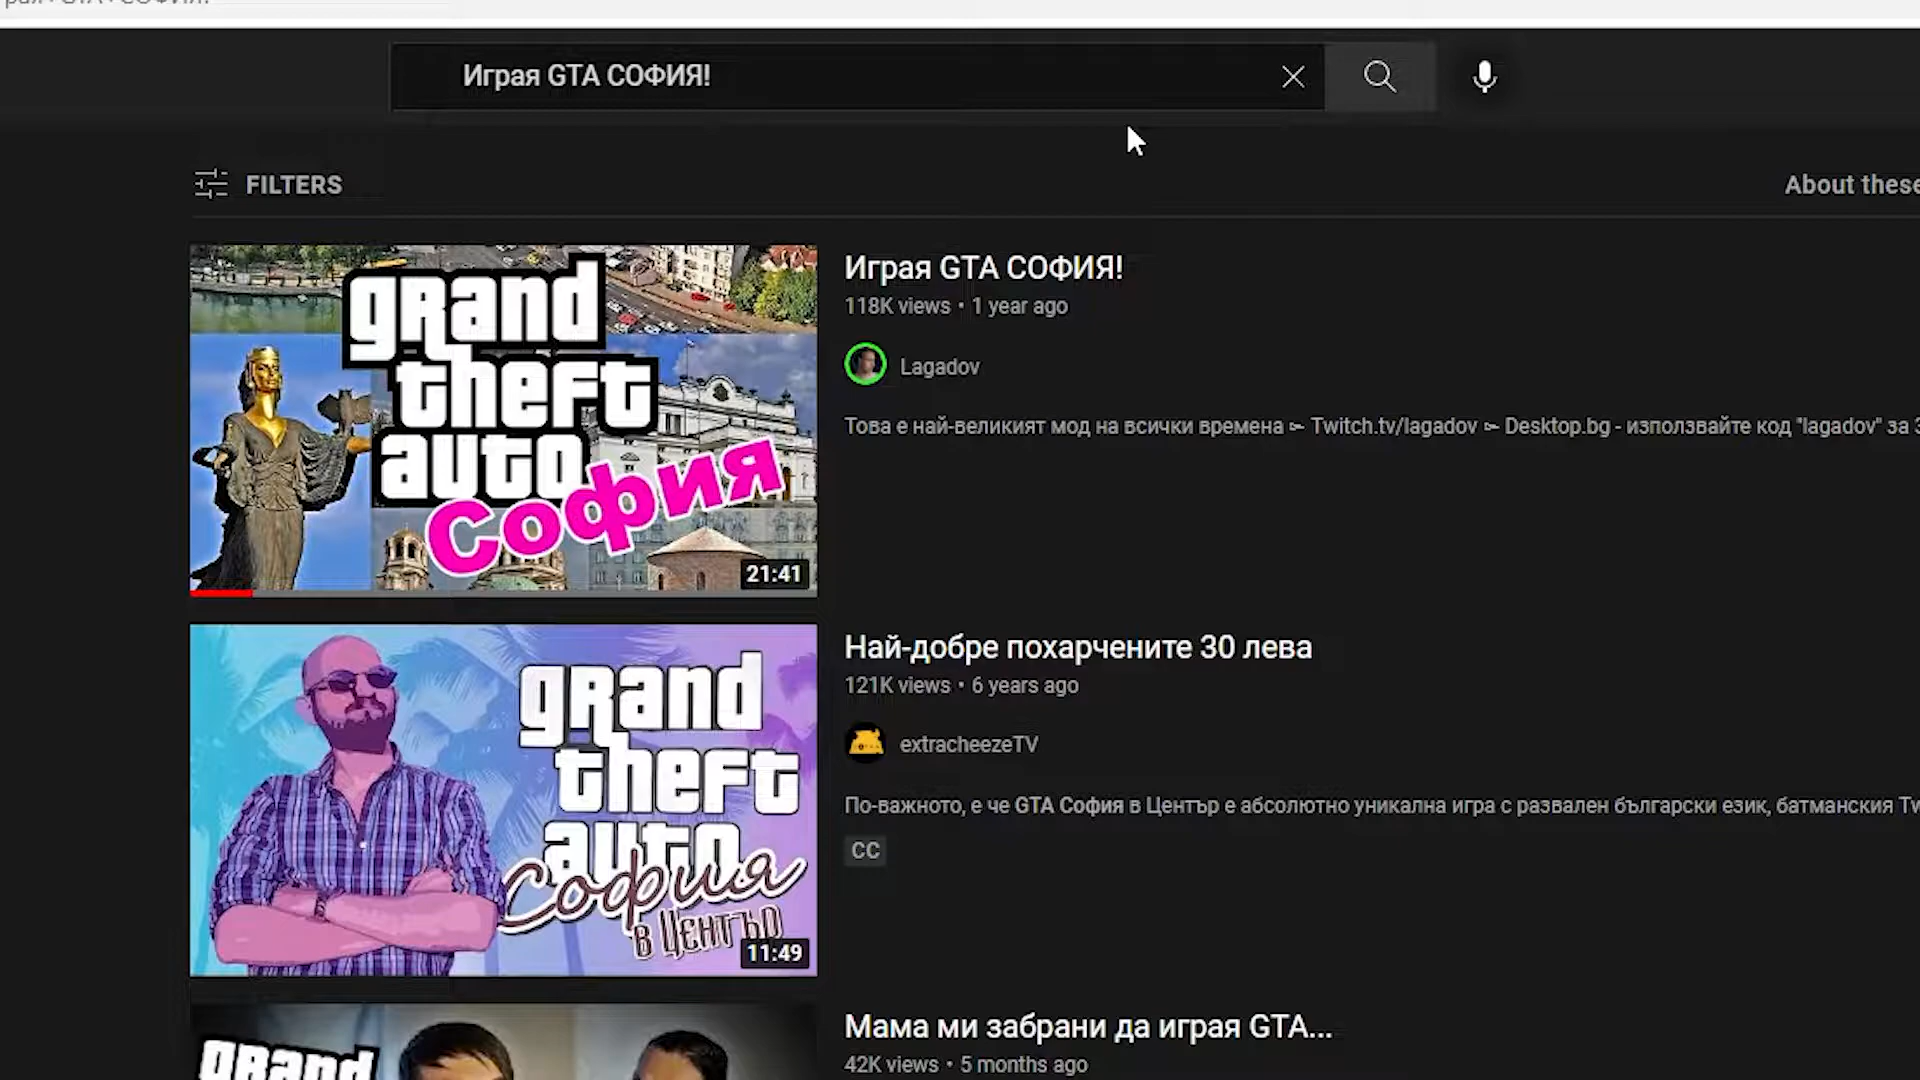 Играя GTA СОФИЯ!
FILTERS
About these
grand
theft
auto
София
21:41
Играя GTA СОФИЯ!
118K views • 1 year ago
Lagadov
Това е най-великият мод на всички времена ⊱ Twitch.tv/lagadov ⊱ Desktop.bg - използвайте код "lagadov" за
grand
theft
auto
София
в Център
11:49
Най-добре похарчените 30 лева
121K views • 6 years ago
extracheezeTV
По-важното, е че GTA София в Център е абсолютно уникална игра с развален български език, батманския
CC
grand
Мама ми забрани да играя GTA...
42K views • 5 months ago